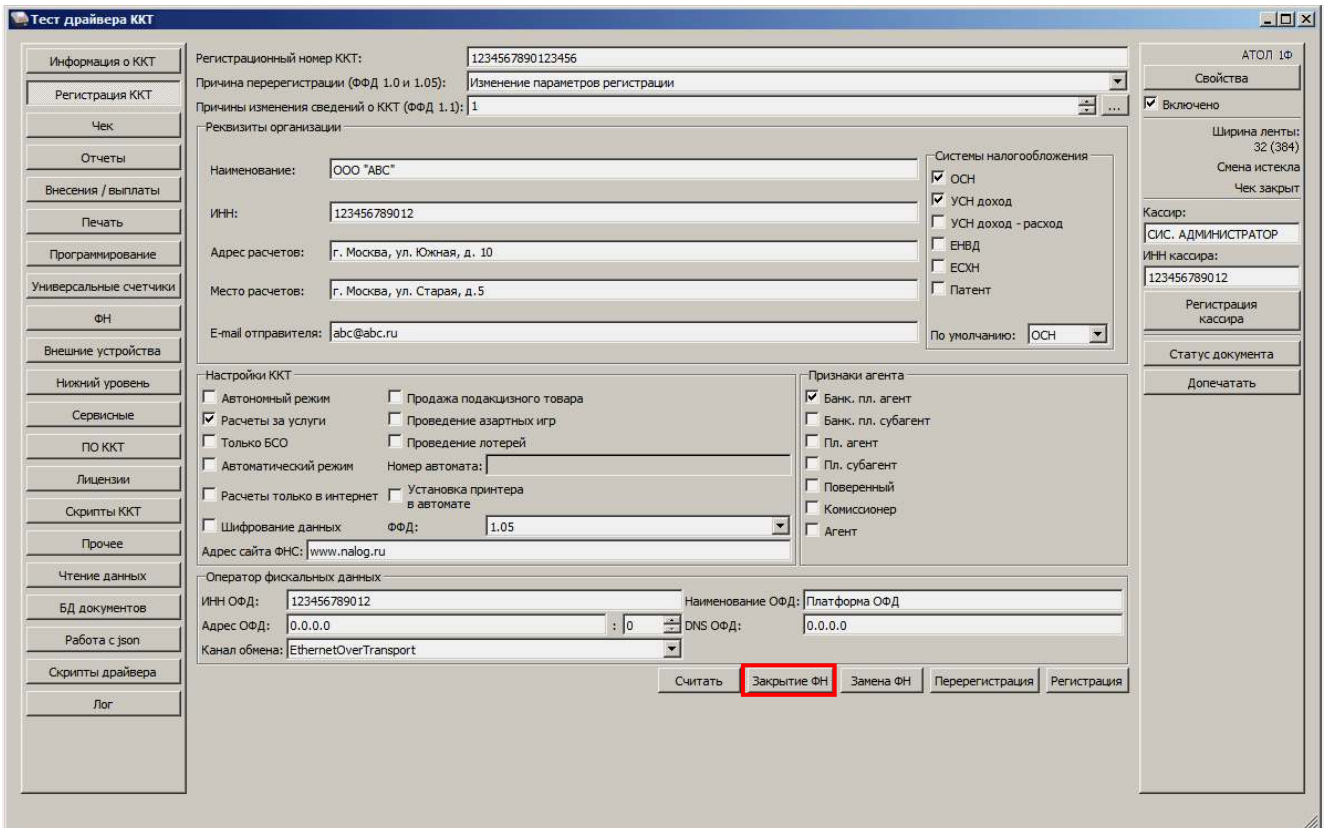 Тест драйвера ККТ
Информация о ККТ
Регистрация ККТ
Чек
Отчеты
Внесения / выплаты
Печать
Программирование
Универсальные счетчики
ФН
Внешние устройства
Нижний уровень
Сервисные
ПО ККТ
Лицензии
Скрипты ККТ
Прочее
Чтение данных
БД документов
Работа с json
Скрипты драйвера
Лог
Регистрационный номер ККТ: 1234567890123456
Причина перерегистрации (ФФД 1.0 и 1.05): Изменение параметров регистрации
Причины изменения сведений о ККТ (ФФД 1.1): 1 ...
Реквизиты организации
Наименование: ООО "АВС"
ИНН: 123456789012
Адрес расчетов: г. Москва, ул. Южная, д. 10
Место расчетов: г. Москва, ул. Старая, д.5
E-mail отправителя: abc@abc.ru
Системы налогообложения
ОСН
УСН доход
УСН доход - расход
ЕНВД
ЕСХН
Патент
По умолчанию: ОСН
Настройки ККТ
Автономный режим Продажа подакцизного товара
Расчеты за услуги Проведение азартных игр
Только БСО Проведение лотерей
Автоматический режим Номер автомата:
Расчеты только в интернет Установка принтера
в автомате
Шифрование данных ФФД: 1.05
Адрес сайта ФНС: www.nalog.ru
Признаки агента
Банк. пл. агент
Банк. пл. субагент
Пл. агент
Пл. субагент
Поверенный
Комиссионер
Агент
Оператор фискальных данных
ИНН ОФД: 123456789012 Наименование ОФД: Платформа ОФД
Адрес ОФД: 0.0.0.0 : 0 DNS ОФД: 0.0.0.0
Канал обмена: EthernetOverTransport
Считать Закрытие ФН Замена ФН Перерегистрация Регистрация
АТОЛ 1Ф
Свойства
Включено
Ширина ленты:
32 (384)
Смена истекла
Чек закрыт
Кассир:
СИС. АДМИНИСТРАТОР
ИНН кассира:
123456789012
Регистрация
кассира
Статус документа
Допечатать